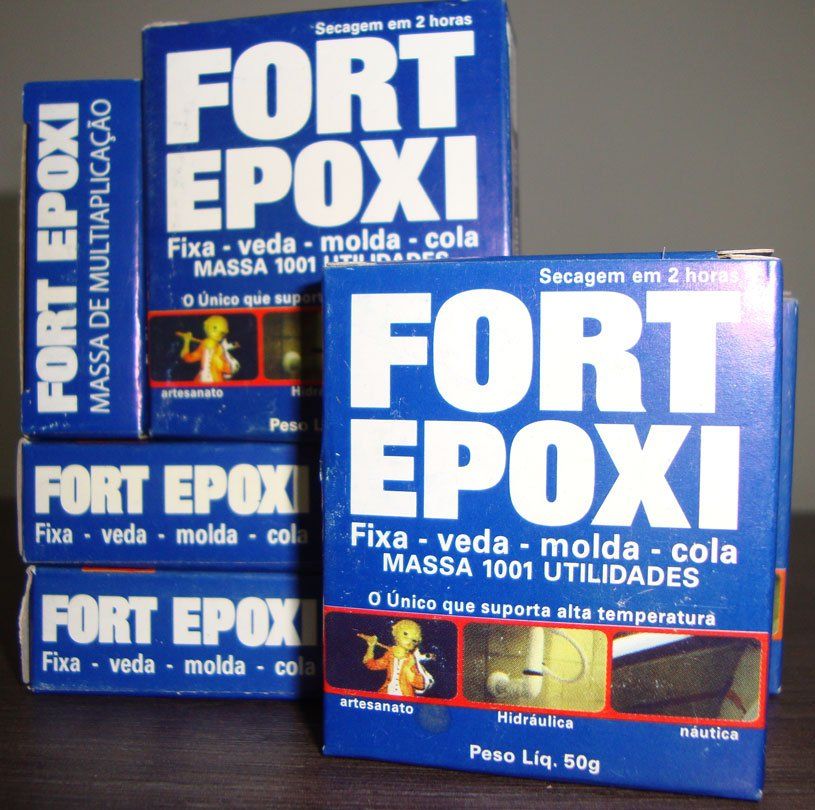 Secagem em 2 horas
FORT
EPOXI
Fixa - veda - molda - cola
MASSA 1001 UTILIDADES
O Único que suporta
artesanato
Peso
FORT EPOXI
MASSA DE MULTIAPLICAÇÃO
FORT EPOXI
Fixa - veda - molda - cola
FORT EPOXI
Fixa - veda - molda - cola
Secagem em 2 horas
FORT
EPOXI
Fixa - veda - molda - cola
MASSA 1001 UTILIDADES
O Único que suporta alta temperatura
artesanato
Hidráulica
náutica
Peso Líq. 50g